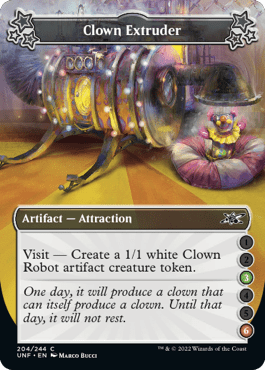 Clown Extruder
Artifact — Attraction
Visit — Create a 1/1 white Clown
Robot artifact creature token.
One day, it will produce a clown that
can itself produce a clown. Until that
day, it will not rest.
1
2
3
4
5
6
204/244 C
UNF • EN Marco Bucci
™ & © 2022 Wizards of the Coast